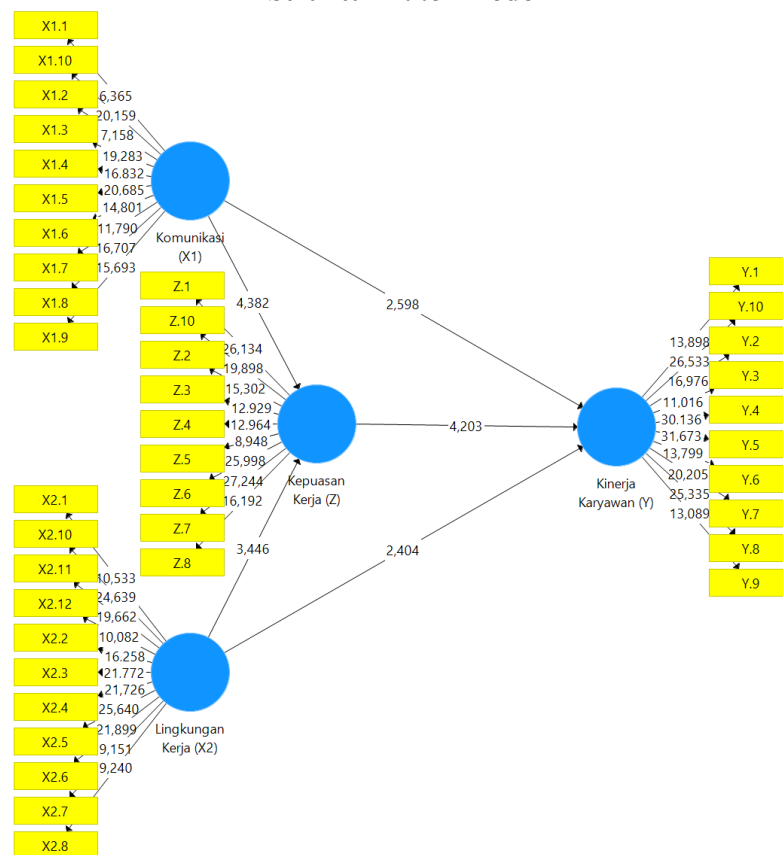 X1.1
X1.10
X1.2
X1.3
X1.4
X1.5
X1.6
X1.7
X1.8
X1.9
6,365
20,159
7,158
19,283
16.832
20,685
14,801
11,790
16,707
15,693
Komunikasi
(X1)
4,382
2,598
Z.1
Z.10
Z.2
Z.3
Z.4
Z.5
Z.6
Z.7
Z.8
26,134
19,898
15,302
12.929
12.964
8,948
25,998
27,244
16,192
Kepuasan
Kerja (Z)
4,203
3,446
2,404
X2.1
X2.10
X2.11
X2.12
X2.2
X2.3
X2.4
X2.5
X2.6
X2.7
X2.8
10,533
24,639
19,662
10,082
16.258
21.772
21,726
25,640
21,899
9,151
9,240
Lingkungan
Kerja (X2)
Y.1
Y.10
Y.2
Y.3
Y.4
Y.5
Y.6
Y.7
Y.8
Y.9
13,898
26,533
16,976
11,016
30.136
31,673
13,799
20,205
25,335
13,089
Kinerja
Karyawan (Y)